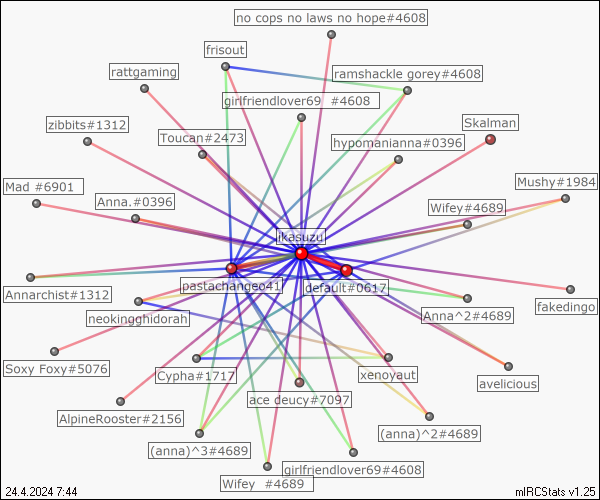 no cops no laws no hope#4608
frisout
rattgaming
ramshackle gorey#4608
girlfriendlover69 #4608
Skalman
zibbits#1312
Toucan#2473
hypomanianna#0396
Mad #6901
Mushy#1984
Anna.#0396
Wifey#4689
ikasuzu
pastachangeo41
default#0617
Annarchist#1312
fakedingo
neokingghidorah
Anna^2#4689
Soxy Foxy#5076
Cypha#1717
xenovaut
avelicious
ace deucy#7097
AlpineRooster#2156
(anna)^2#4689
(anna)^3#4689
girlfriendlover69#4608
Wifey #4689
24.4.2024 7:44
mIRCStats v1.25